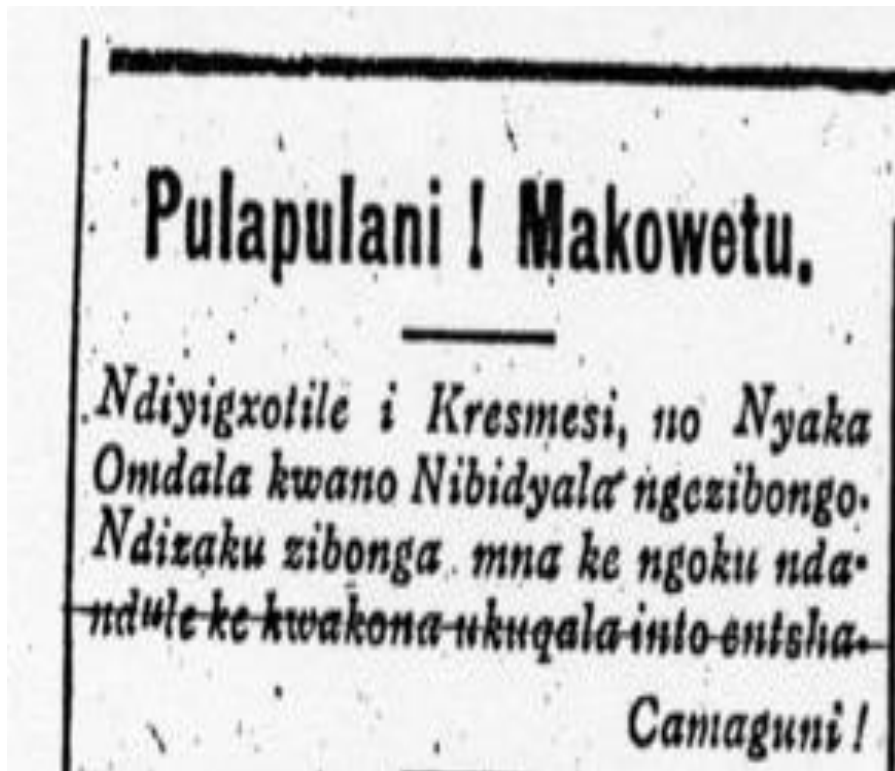 Pulapulani ! Makowetu.
Ndiyigxotile i Kresmesi, no Nyaka
Omdala kwano Nibidyala ngezibongo.
Ndizaku zibonga mna ke ngoku nda-
ndule ke kwakona ukuqala into entsha.
Camaguni !